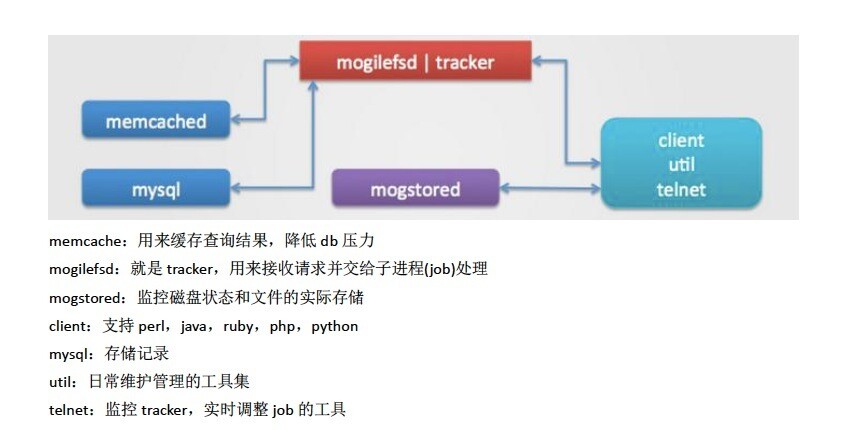 mogilefsd | tracker
memcached
client
util
telnet
mysql
mogstored
memcache：用来缓存查询结果，降低 db 压力
mogilefsd：就是 tracker，用来接收请求并交给子进程(job)处理
mogstored：监控磁盘状态和文件的实际存储
client：支持 perl，java，ruby，php，python
mysql：存储记录
util：日常维护管理的工具集
telnet：监控 tracker，实时调整 job 的工具